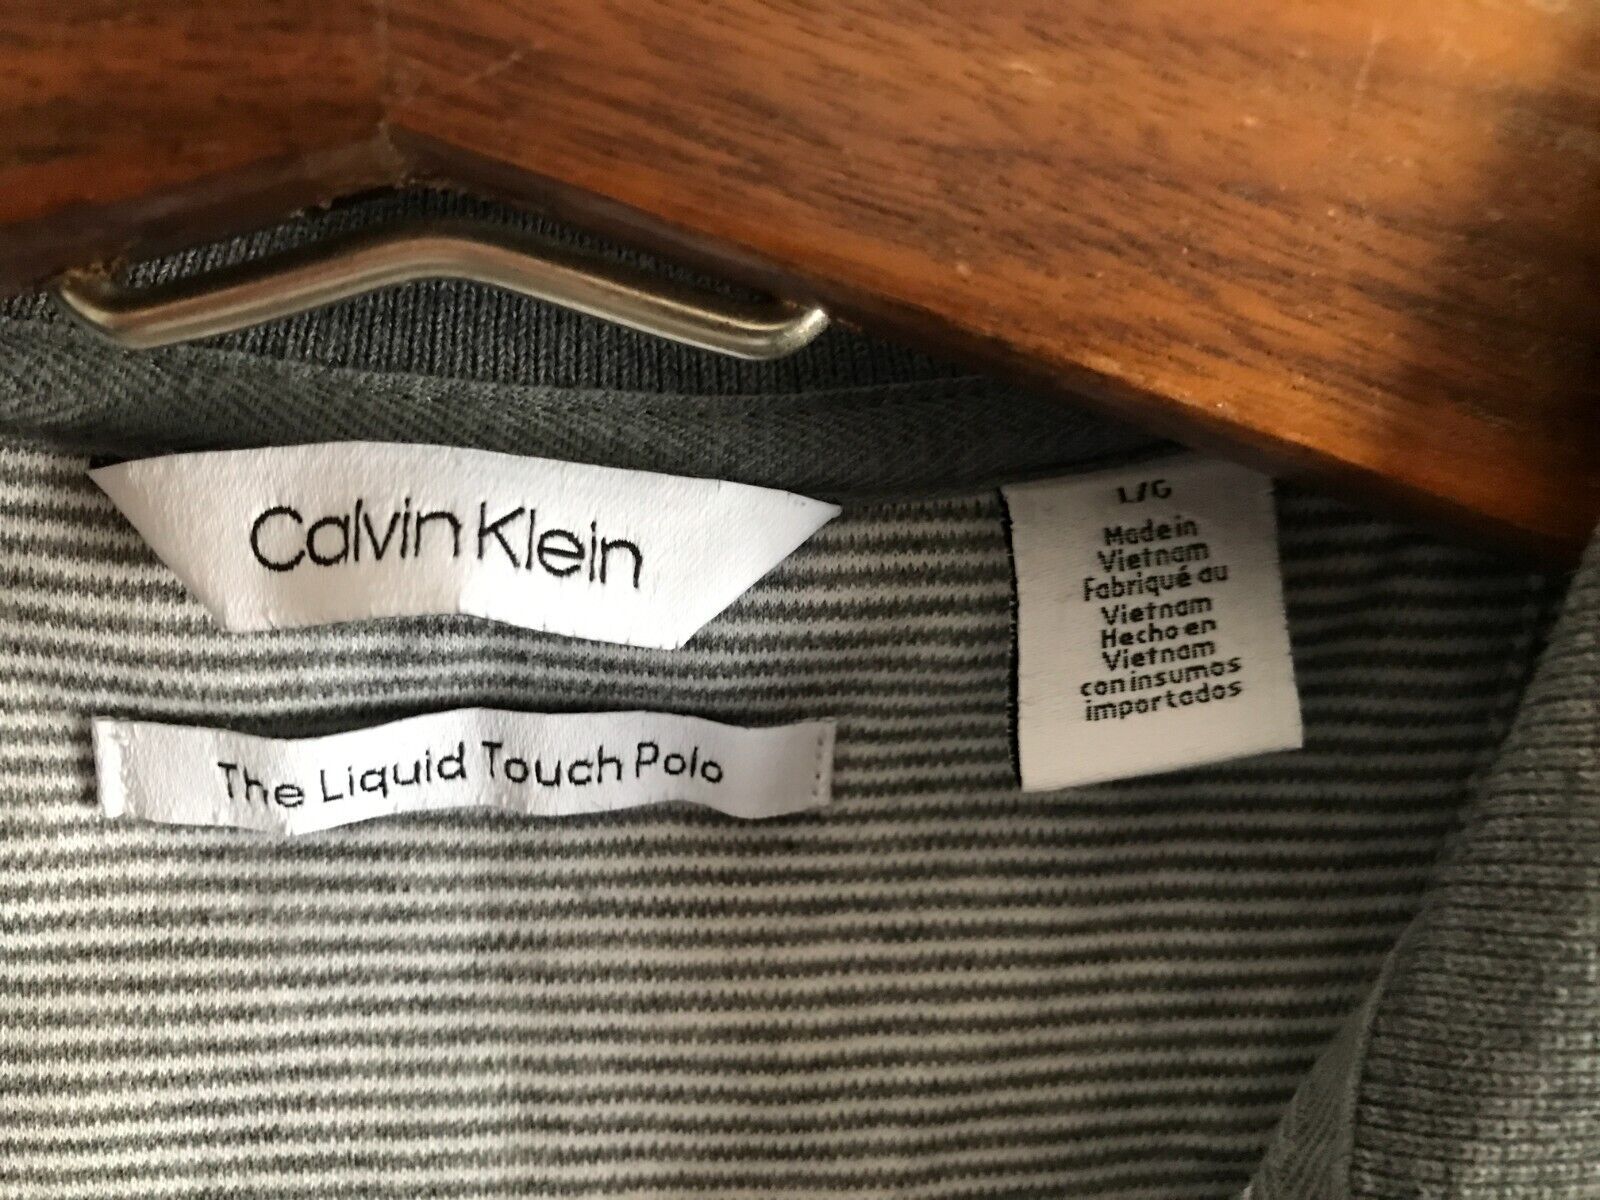 Calvin Klein
The Liquid Touch Polo
L/G
Made in
Vietnam
Fabriqué au
Vietnam
Hecho en
Vietnam
con insumos
importados